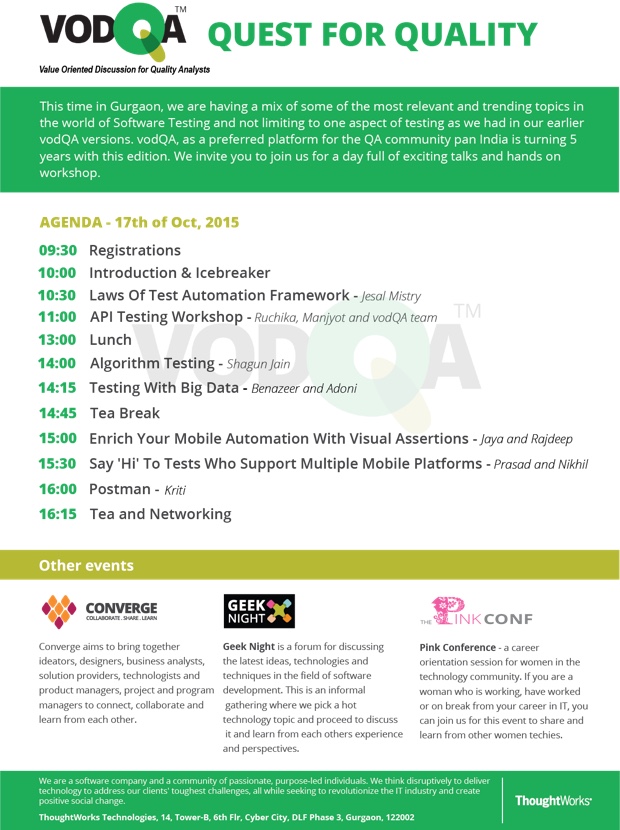 VODQA TM
QUEST FOR QUALITY
Value Oriented Discussion for Quality Analysts
This time in Gurgaon, we are having a mix of some of the most relevant and trending topics in
the world of Software Testing and not limiting to one aspect of testing as we had in our earlier
vodQA versions. vodQA, as a preferred platform for the QA community pan India is turning 5
years with this edition. We invite you to join us for a day full of exciting talks and hands on
workshop.
AGENDA - 17th of Oct, 2015
09:30 Registrations
10:00 Introduction & Icebreaker
10:30 Laws Of Test Automation Framework - Jesal Mistry
11:00 API Testing Workshop - Ruchika, Manjyot and vodQA team
13:00 Lunch
14:00 Algorithm Testing - Shagun Jain
14:15 Testing With Big Data - Benazeer and Adoni
14:45 Tea Break
15:00 Enrich Your Mobile Automation With Visual Assertions - Jaya and Rajdeep
15:30 Say 'Hi' To Tests Who Support Multiple Mobile Platforms - Prasad and Nikhil
16:00 Postman - Kriti
16:15 Tea and Networking
VODQA TM
Other events
CONVERGE
COLLABORATE . SHARE . LEARN
Converge aims to bring together
ideators, designers, business analysts,
solution providers, technologists and
product managers, project and program
managers to connect, collaborate and
learn from each other.
GEEK
NIGHT
Geek Night is a forum for discussing
the latest ideas, technologies and
techniques in the field of software
development. This is an informal
gathering where we pick a hot
technology topic and proceed to discuss
it and learn from each others experience
and perspectives.
THE PINK CONF
Pink Conference - a career
orientation session for women in the
technology community. If you are a
woman who is working, have worked
or on break from your career in IT, you
can join us for this event to share and
learn from other women techies.
We are a software company and a community of passionate, purpose-led individuals. We think disruptively to deliver
technology to address our clients' toughest challenges, all while seeking to revolutionize the IT industry and create
positive social change.
ThoughtWorks Technologies, 14, Tower-B, 6th Flr, Cyber City, DLF Phase 3, Gurgaon, 122002
ThoughtWorks®